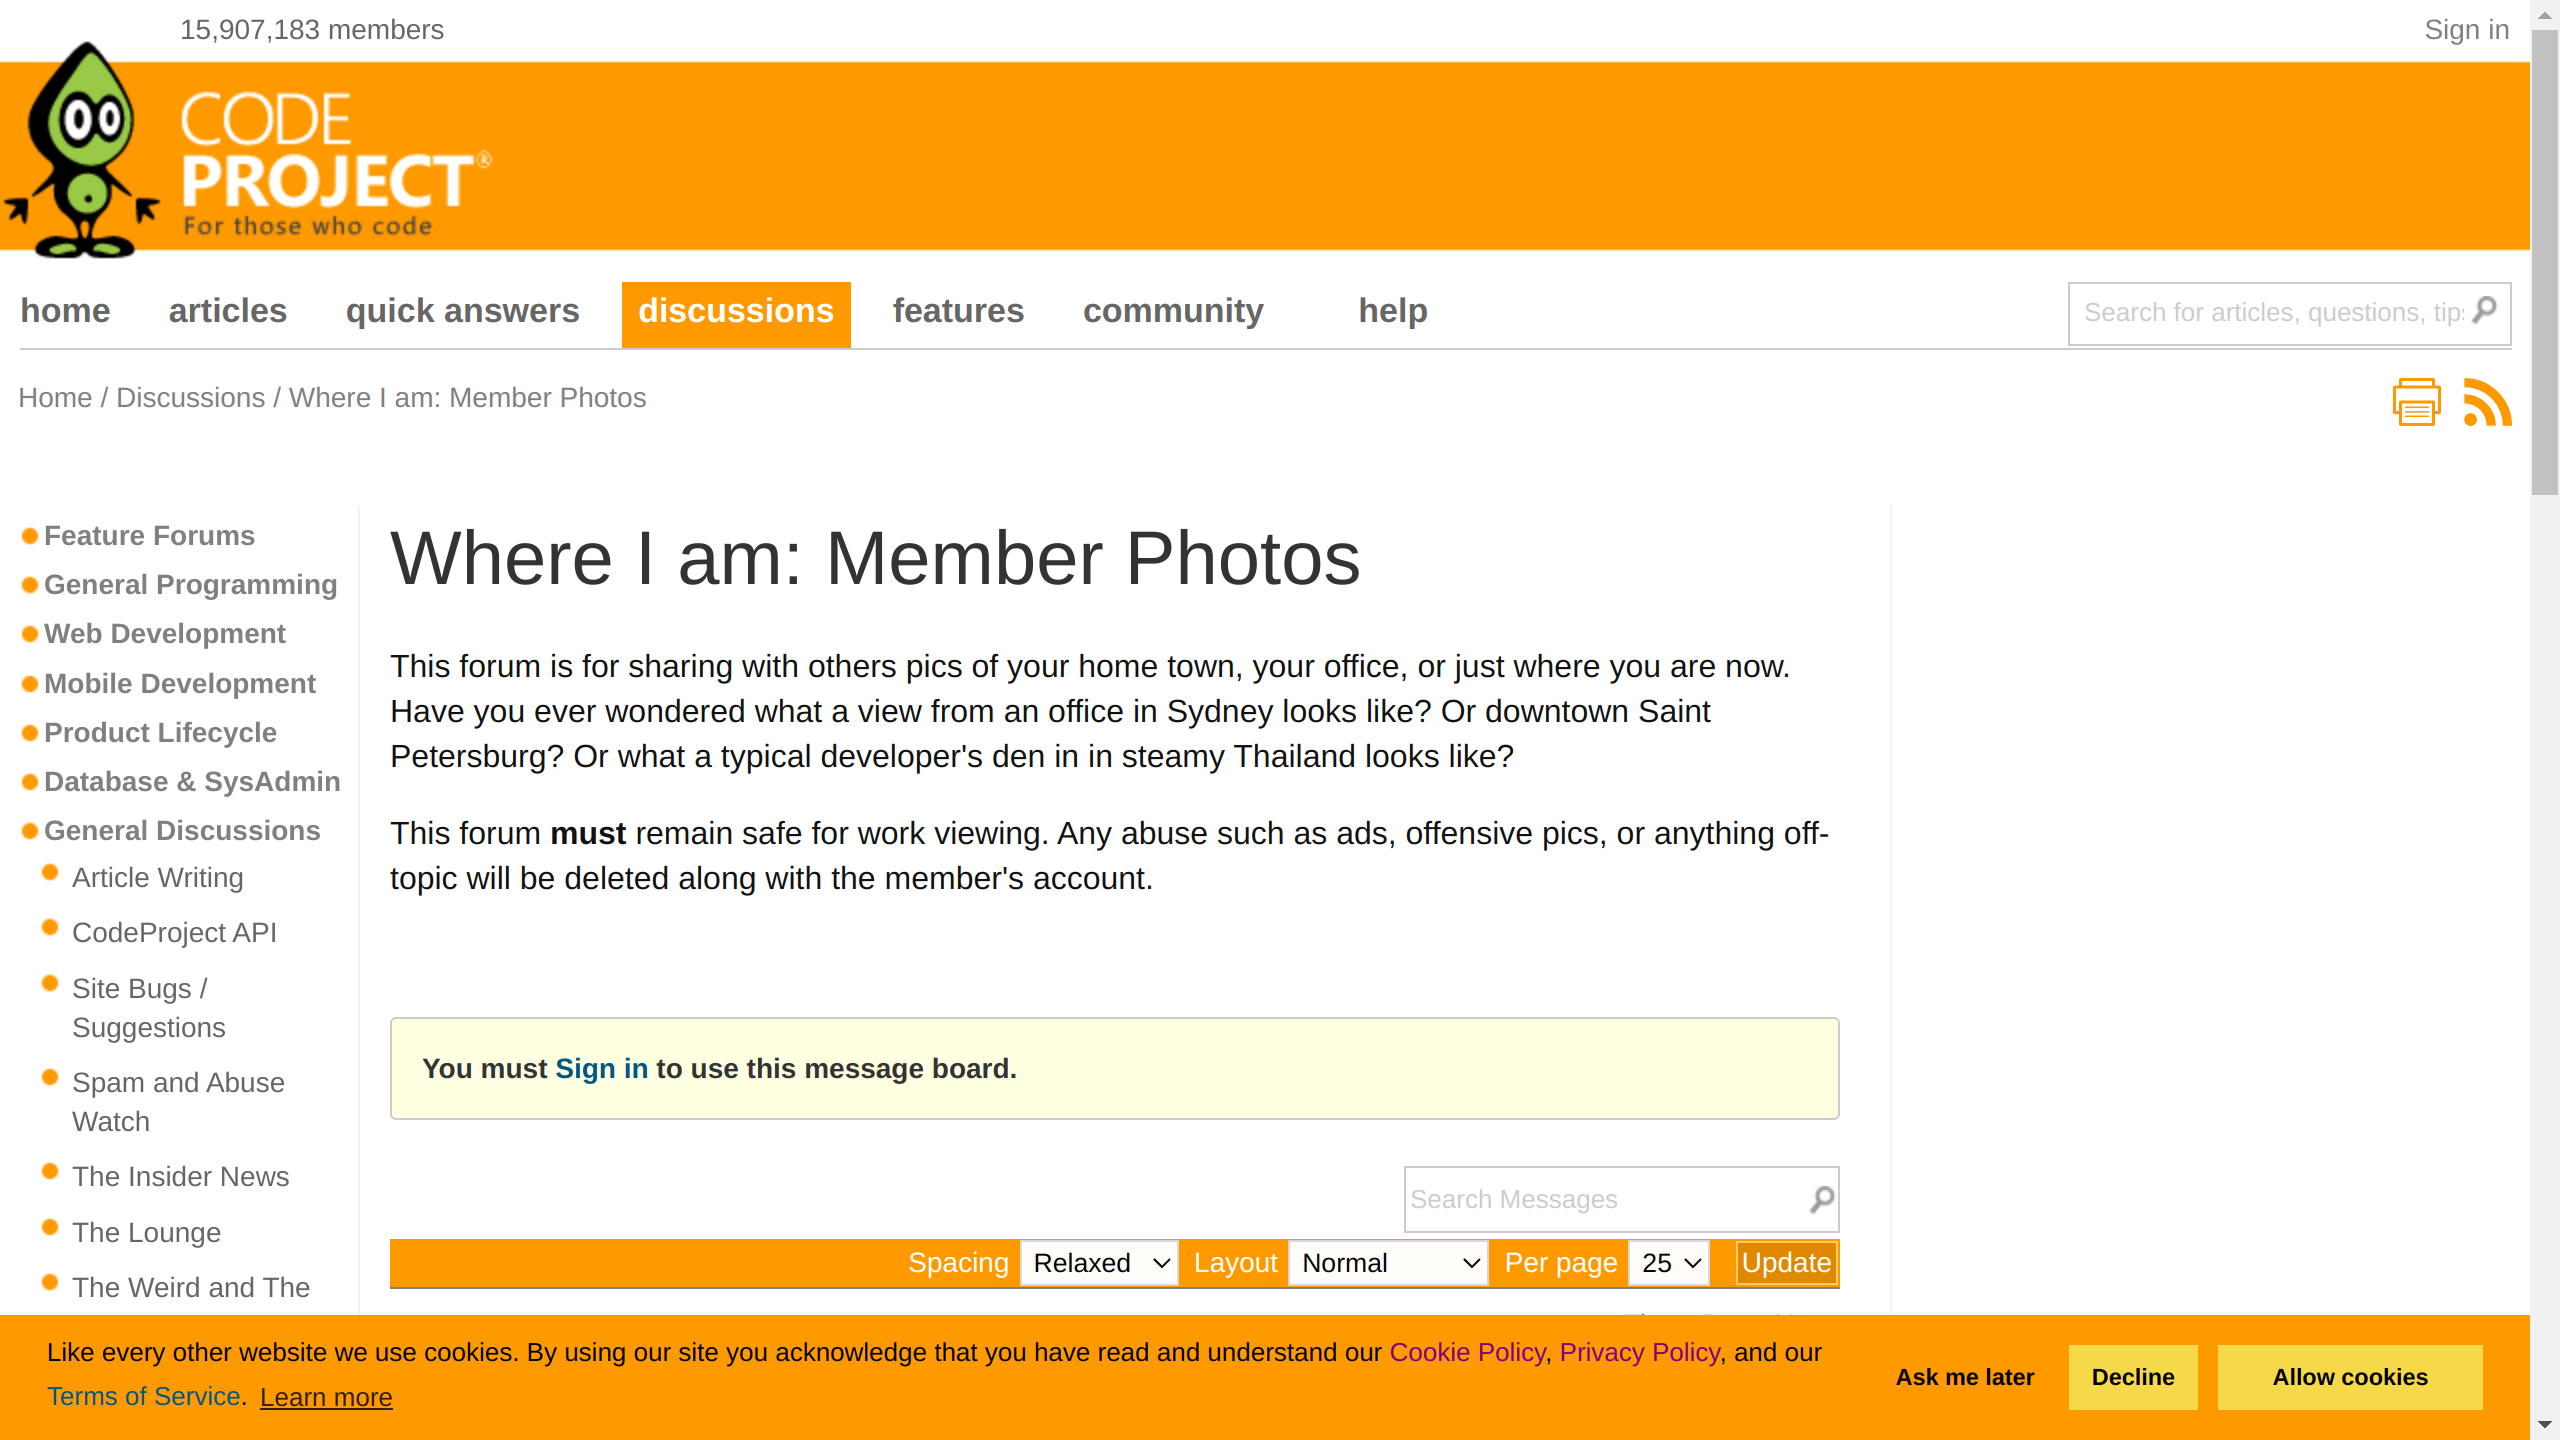 15,907,183 members
Sign in
CODE
PROJECT®
For those who code
home articles quick answers discussions features community help
Search for articles, questions, tips
Home / Discussions / Where I am: Member Photos
Feature Forums
General Programming
Web Development
Mobile Development
Product Lifecycle
Database & SysAdmin
General Discussions
Article Writing
CodeProject API
Site Bugs /
Suggestions
Spam and Abuse
Watch
The Insider News
The Lounge
The Weird and The
Where I am: Member Photos
This forum is for sharing with others pics of your home town, your office, or just where you are now.
Have you ever wondered what a view from an office in Sydney looks like? Or downtown Saint
Petersburg? Or what a typical developer's den in in steamy Thailand looks like?
This forum must remain safe for work viewing. Any abuse such as ads, offensive pics, or anything off-
topic will be deleted along with the member's account.
You must Sign in to use this message board.
Search Messages
Spacing Relaxed Layout Normal Per page 25 Update
Like every other website we use cookies. By using our site you acknowledge that you have read and understand our Cookie Policy, Privacy Policy, and our
Terms of Service. Learn more
Ask me later
Decline
Allow cookies